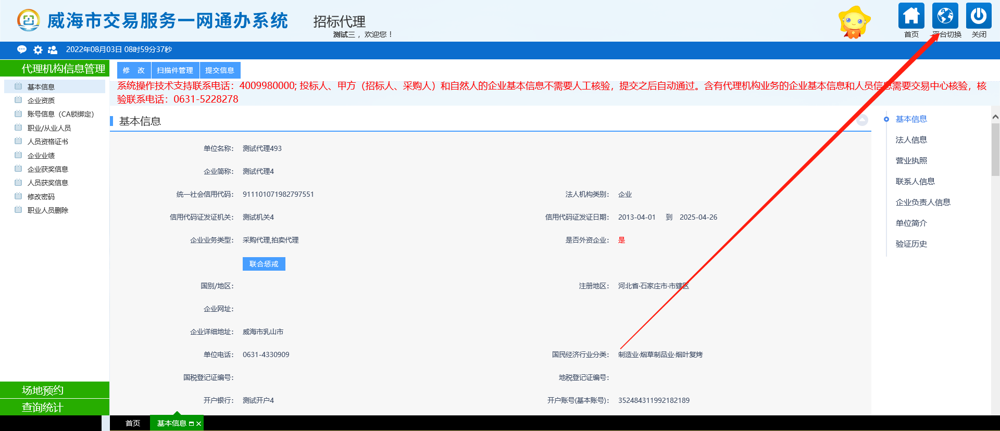 威海市交易服务一网通办系统
招标代理
测试三，欢迎您！
首页
平台切换
关闭
2022年08月03日 08时59分37秒
代理机构信息管理
基本信息
企业资质
账号信息（CA锁绑定）
职业/从业人员
人员资格证书
企业业绩
企业获奖信息
人员获奖信息
修改密码
职业人员删除
场地预约
查询统计
修 改
扫描件管理
提交信息
系统操作技术支持联系电话：4009980000; 投标人、甲方（招标人、采购人）和自然人的企业基本信息不需要人工核验，提交之后自动通过。含有代理机构业务的企业基本信息和人员信息需要交易中心核验，核
验联系电话：0631-5228278
基本信息
单位名称： 测试代理493
企业简称： 测试代理4
统一社会信用代码： 911101071982797551 法人机构类别： 企业
信用代码证发证机关： 测试机关4 信用代码证发证日期： 2013-04-01 到 2025-04-26
企业业务类型： 采购代理,拍卖代理 是否外资企业： 是
联合惩戒
国别/地区： 注册地区： 河北省·石家庄市·市辖区
企业网址：
企业详细地址： 威海市乳山市
单位电话： 0631-4330909 国民经济行业分类： 制造业·烟草制品业·烟叶复烤
国税登记证编号： 地税登记证编号：
开户银行： 测试开户4 开户账号(基本账号)： 352484311992182189
基本信息
法人信息
营业执照
联系人信息
企业负责人信息
单位简介
验证历史
首页
基本信息